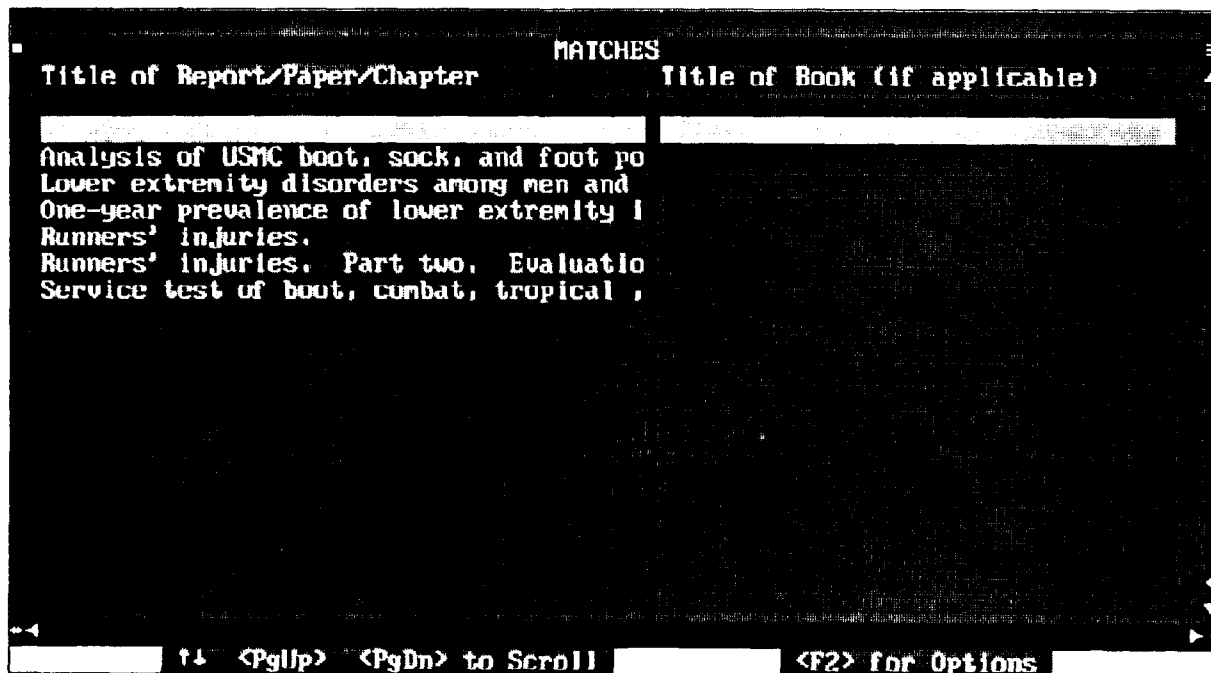 MATCHES
Title of Report/Paper/Chapter Title of Book (if applicable)
Analysis of USMC boot, sock, and foot po
Lower extremity disorders among men and
One-year prevalence of lower extremity i
Runners' injuries.
Runners' injuries. Part two. Evaluatio
Service test of boot, combat, tropical ,
↑↓ <PgUp> <PgDn> to Scroll <F2> for Options